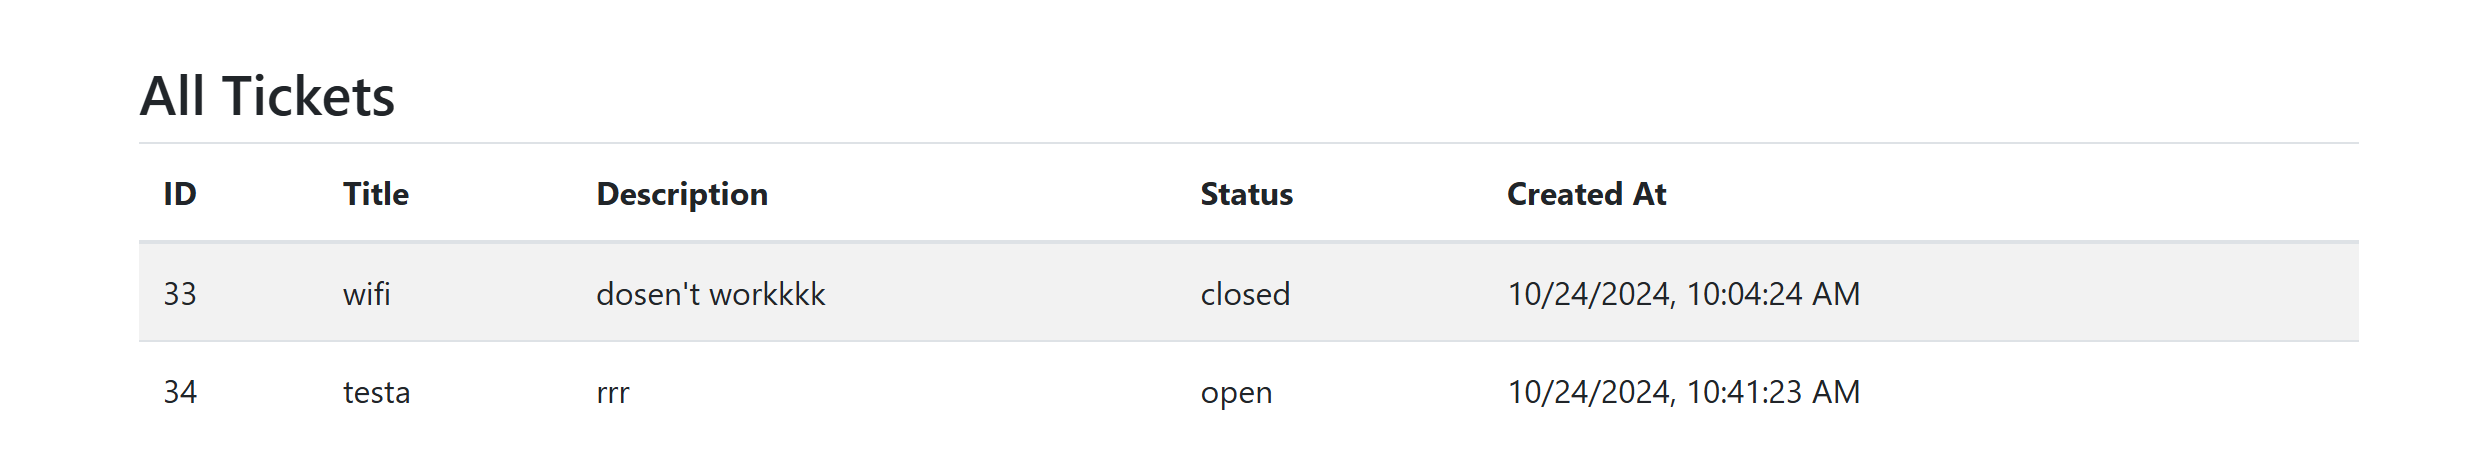 All Tickets
ID Title Description Status Created At
33 wifi dosen't workkkk closed 10/24/2024, 10:04:24 AM
34 testa rrr open 10/24/2024, 10:41:23 AM